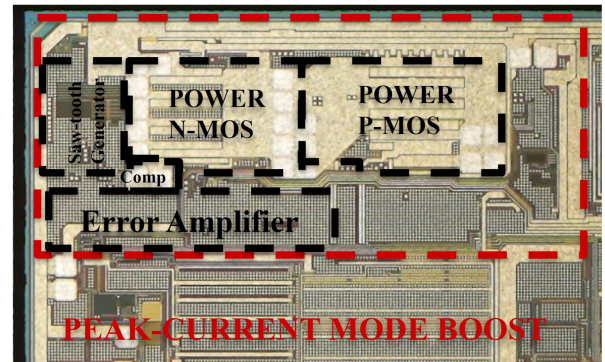 Saw-tooth
Generator
POWER
N-MOS
POWER
P-MOS
Comp
Error Amplifier
PEAK-CURRENT MODE BOOST